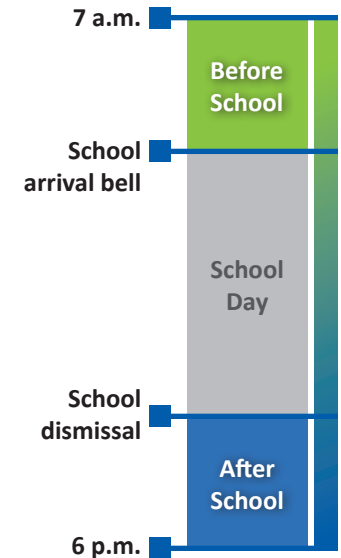 7 a.m.
Before
School
School
arrival bell
School
Day
School
dismissal
After
School
6 p.m.